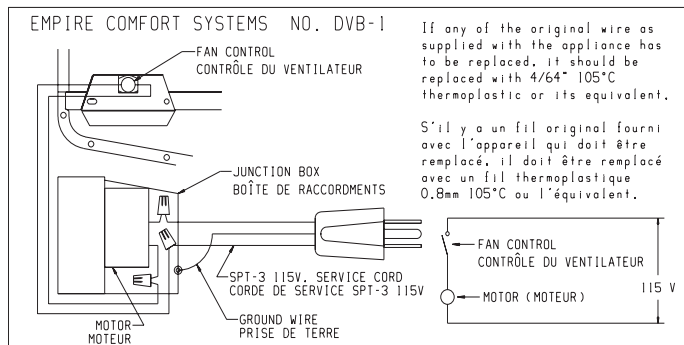 EMPIRE COMFORT SYSTEMS NO. DVB-1
FAN CONTROL
CONTRÔLE DU VENTILATEUR
If any of the original wire as
supplied with the appliance has
to be replaced, it should be
replaced with 4/64" 105°C
thermoplastic or its equivalent.
S'il y a un fil original fourni
avec l'appareil qui doit être
remplacé, il doit être remplacé
avec un fil thermoplastique
0.8mm 105°C ou l'équivalent.
JUNCTION BOX
BOÎTE DE RACCORDMENTS
SPT-3 115V. SERVICE CORD
CORDE DE SERVICE SPT-3 115V
GROUND WIRE
PRISE DE TERRE
MOTOR
MOTEUR
FAN CONTROL
CONTRÔLE DU VENTILATEUR
MOTOR (MOTEUR)
115 V